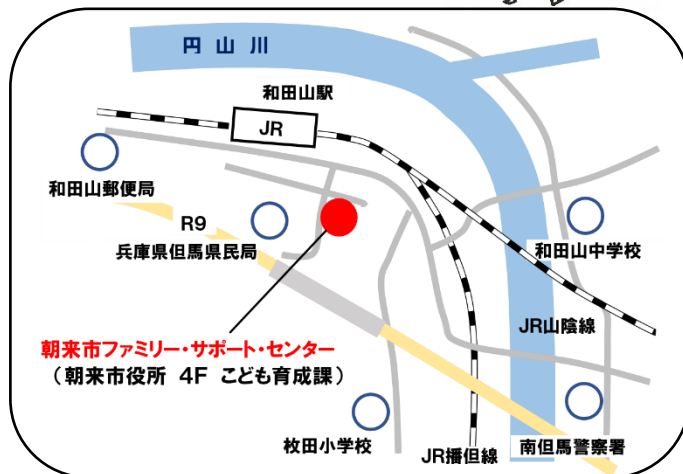 円山川
和田山駅
JR
和田山郵便局
R9
兵庫県但馬県民局
和田山中学校
JR山陰線
朝来市ファミリー・サポート・センター
（朝来市役所 4F こども育成課）
枚田小学校
JR播但線
南但馬警察署